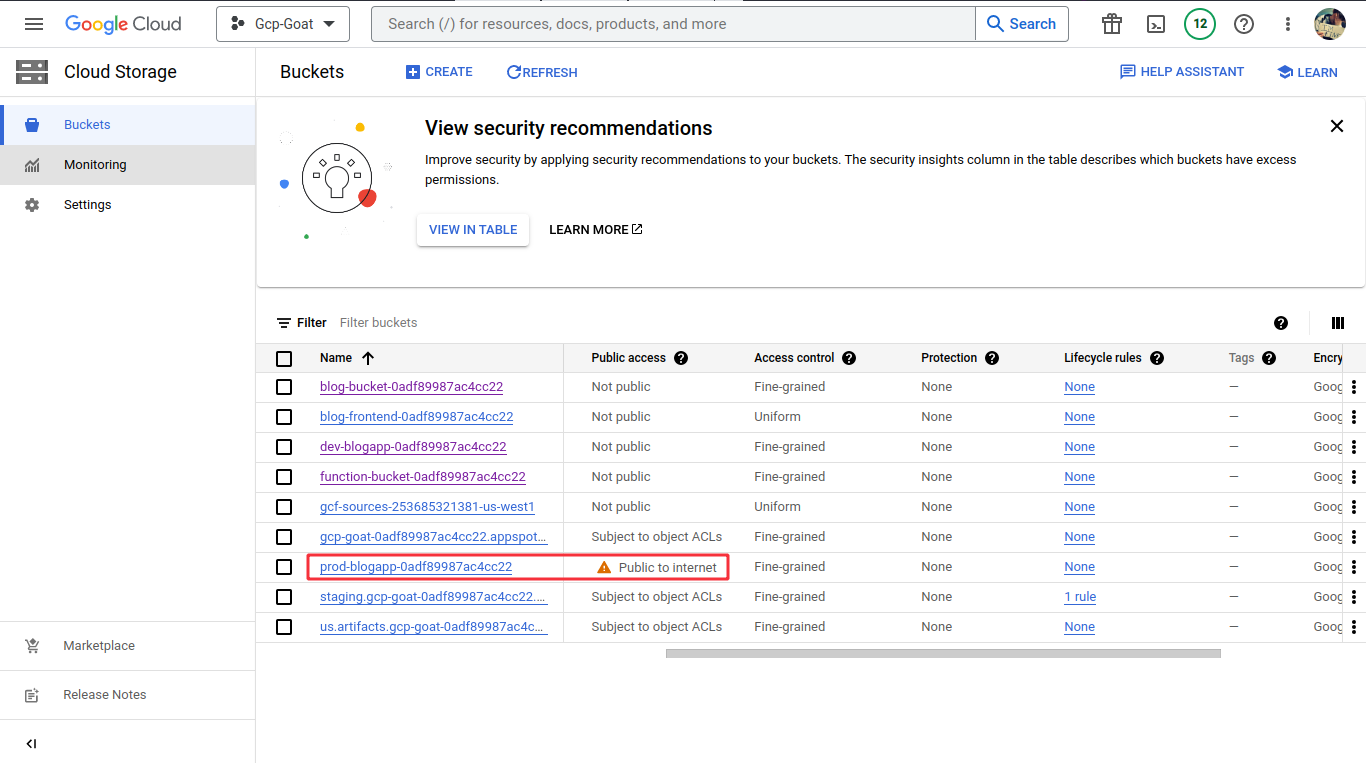 Google Cloud
Gcp-Goat
Search (/) for resources, docs, products, and more
Search
12
Cloud Storage
Buckets
CREATE
REFRESH
HELP ASSISTANT
LEARN
Buckets
Monitoring
Settings
View security recommendations
Improve security by applying security recommendations to your buckets. The security insights column in the table describes which buckets have excess
permissions.
VIEW IN TABLE
LEARN MORE
Filter Filter buckets
Name Public access Access control Protection Lifecycle rules Tags Encry
blog-bucket-0adf89987ac4cc22 Not public Fine-grained None None — Goog
blog-frontend-0adf89987ac4cc22 Not public Uniform None None — Goog
dev-blogapp-0adf89987ac4cc22 Not public Fine-grained None None — Goog
function-bucket-0adf89987ac4cc22 Not public Fine-grained None None — Goog
gcf-sources-253685321381-us-west1 Not public Uniform None None — Goog
gcp-goat-0adf89987ac4cc22.appspot... Subject to object ACLs Fine-grained None None — Goog
prod-blogapp-0adf89987ac4cc22 Public to internet Fine-grained None None — Goog
staging.gcp-goat-0adf89987ac4cc22.... Subject to object ACLs Fine-grained None 1 rule — Goog
us.artifacts.gcp-goat-0adf89987ac4c... Subject to object ACLs Fine-grained None None — Goog
Marketplace
Release Notes